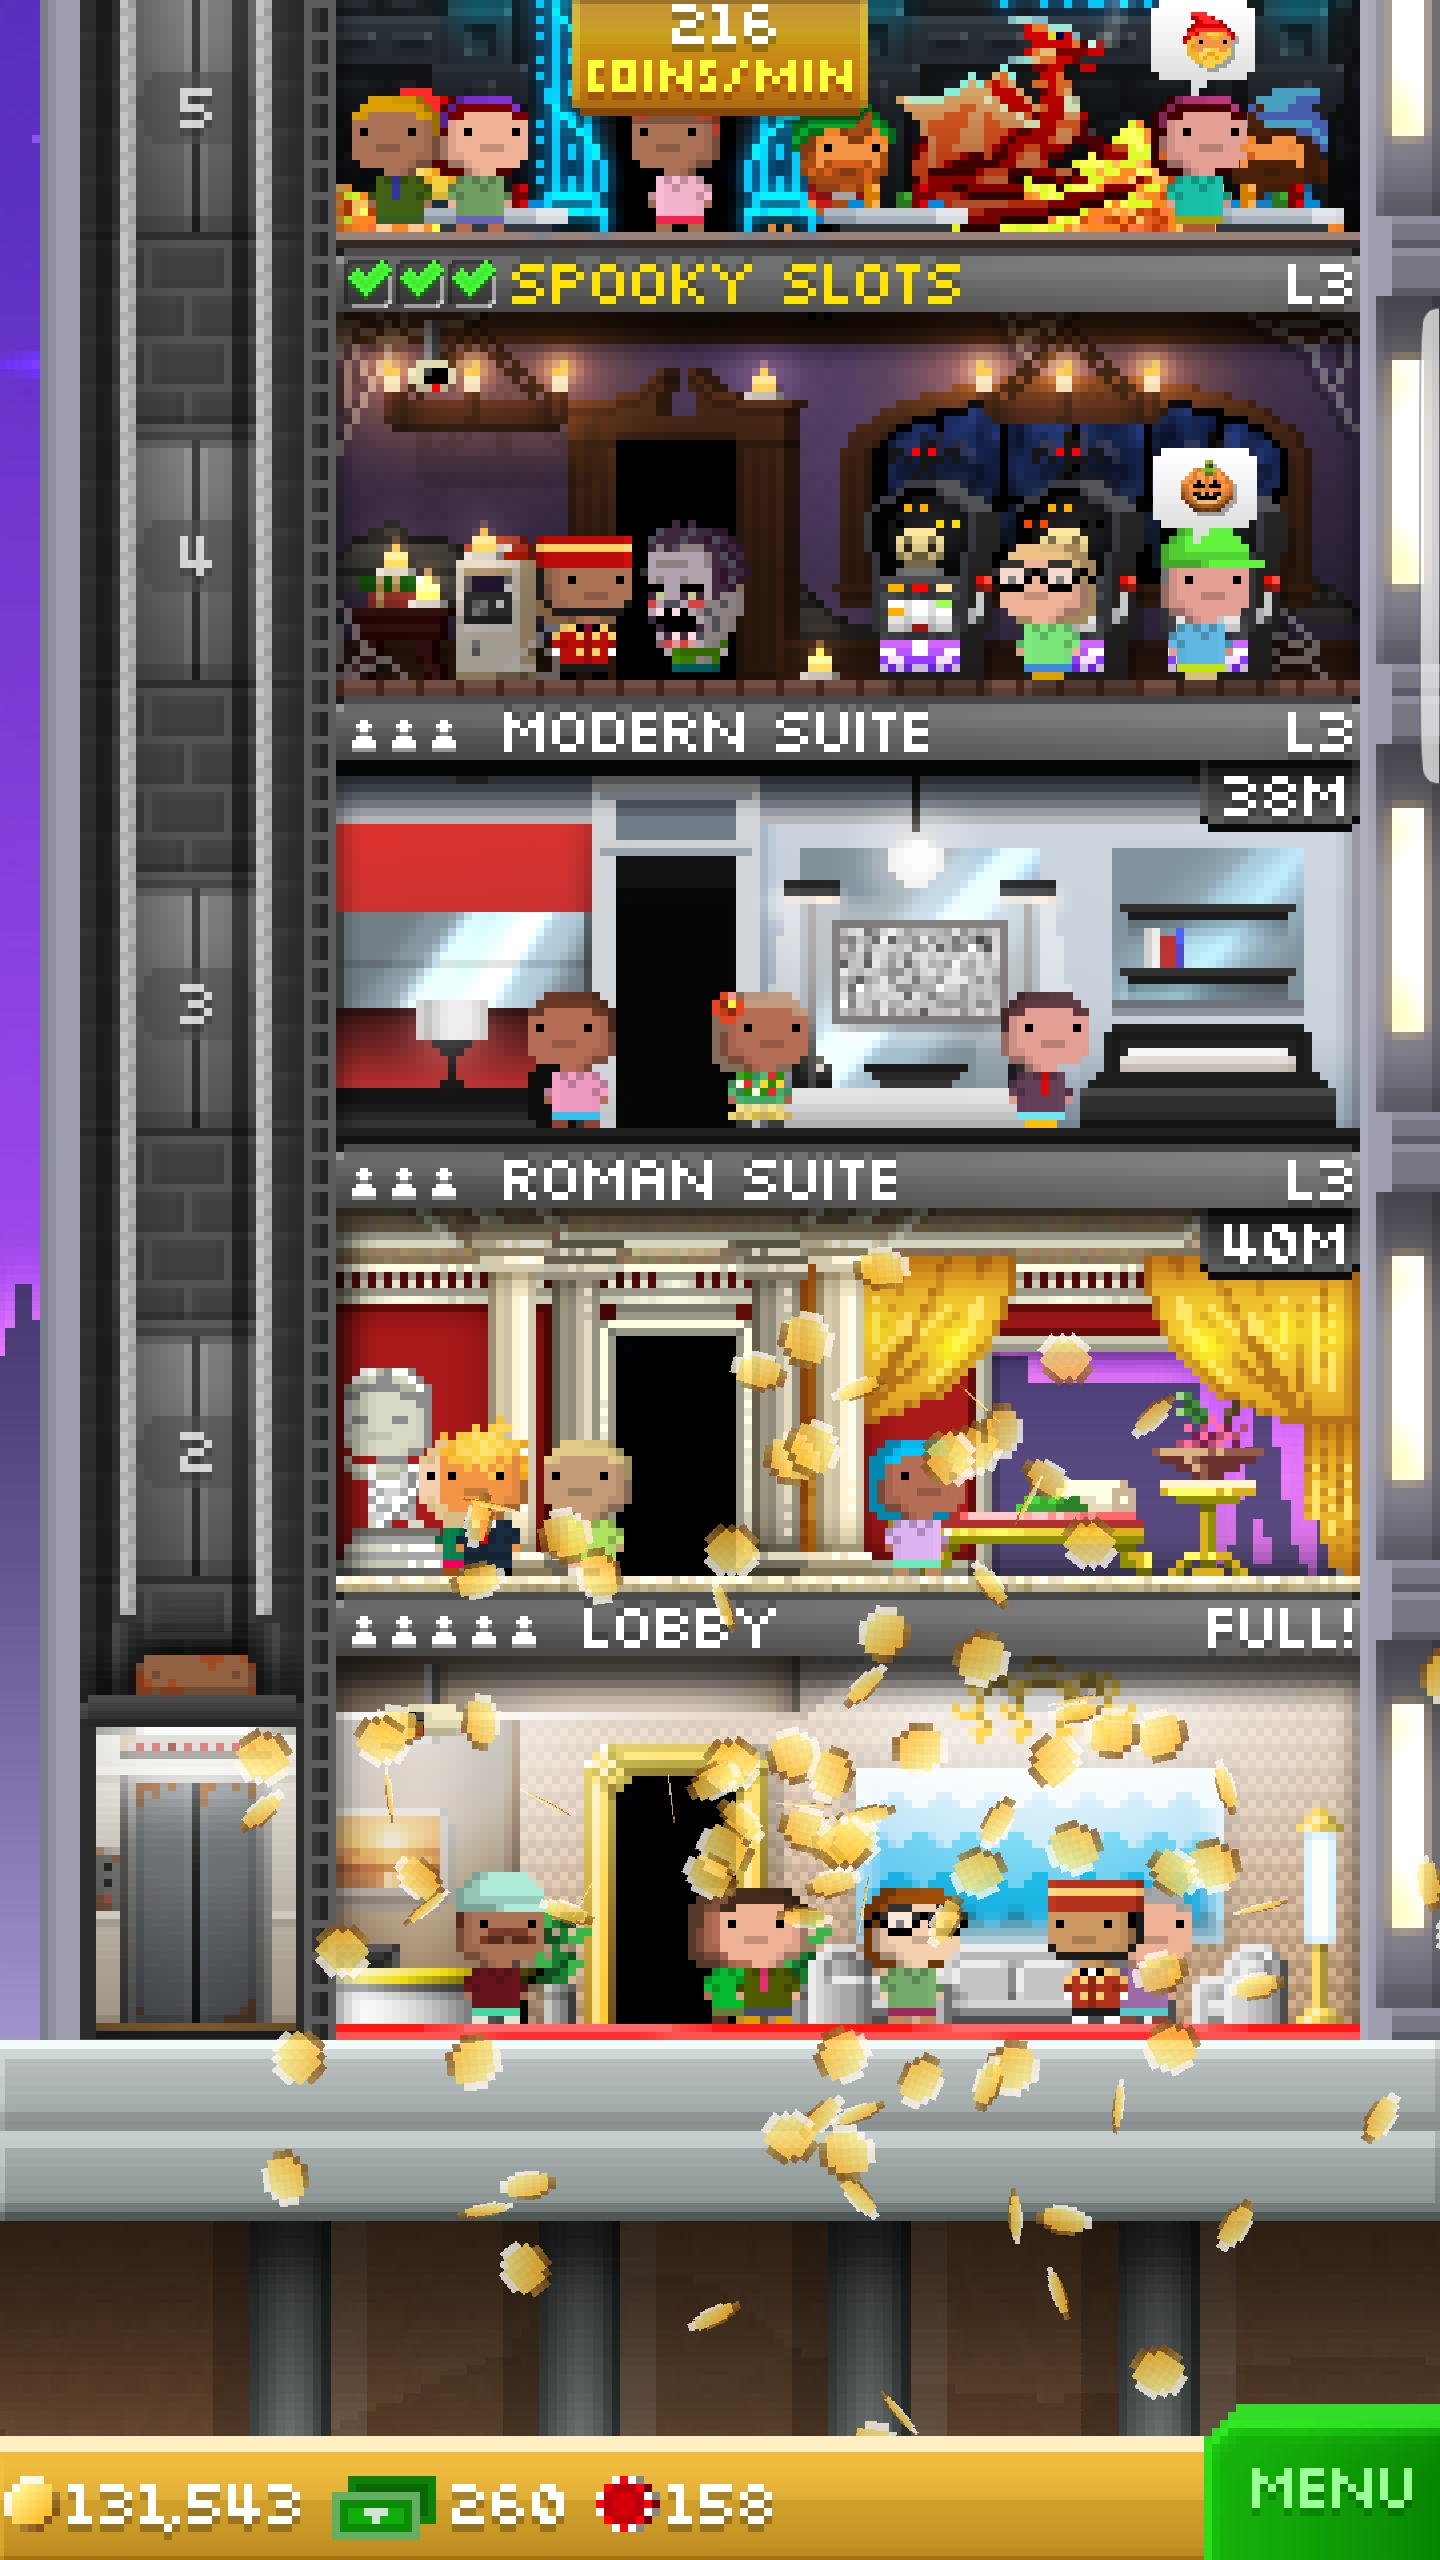 216
COINS/MIN
5
SPOOKY SLOTS L3
4
MODERN SUITE L3
38M
3
ROMAN SUITE L3
40M
2
LOBBY FULL!
131,543 260 158
MENU